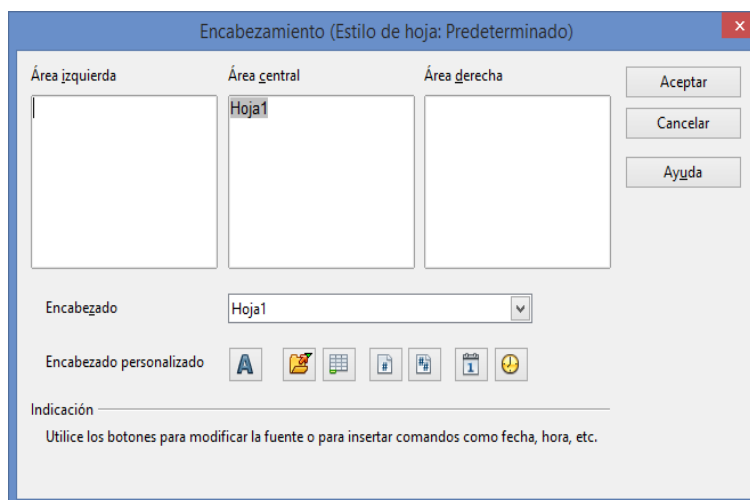 Encabezamiento (Estilo de hoja: Predeterminado)
Área izquierda
Área central
Área derecha
Hoja1
Aceptar
Cancelar
Ayuda
Encabezado
Hoja1
Encabezado personalizado
Indicación
Utilice los botones para modificar la fuente o para insertar comandos como fecha, hora, etc.